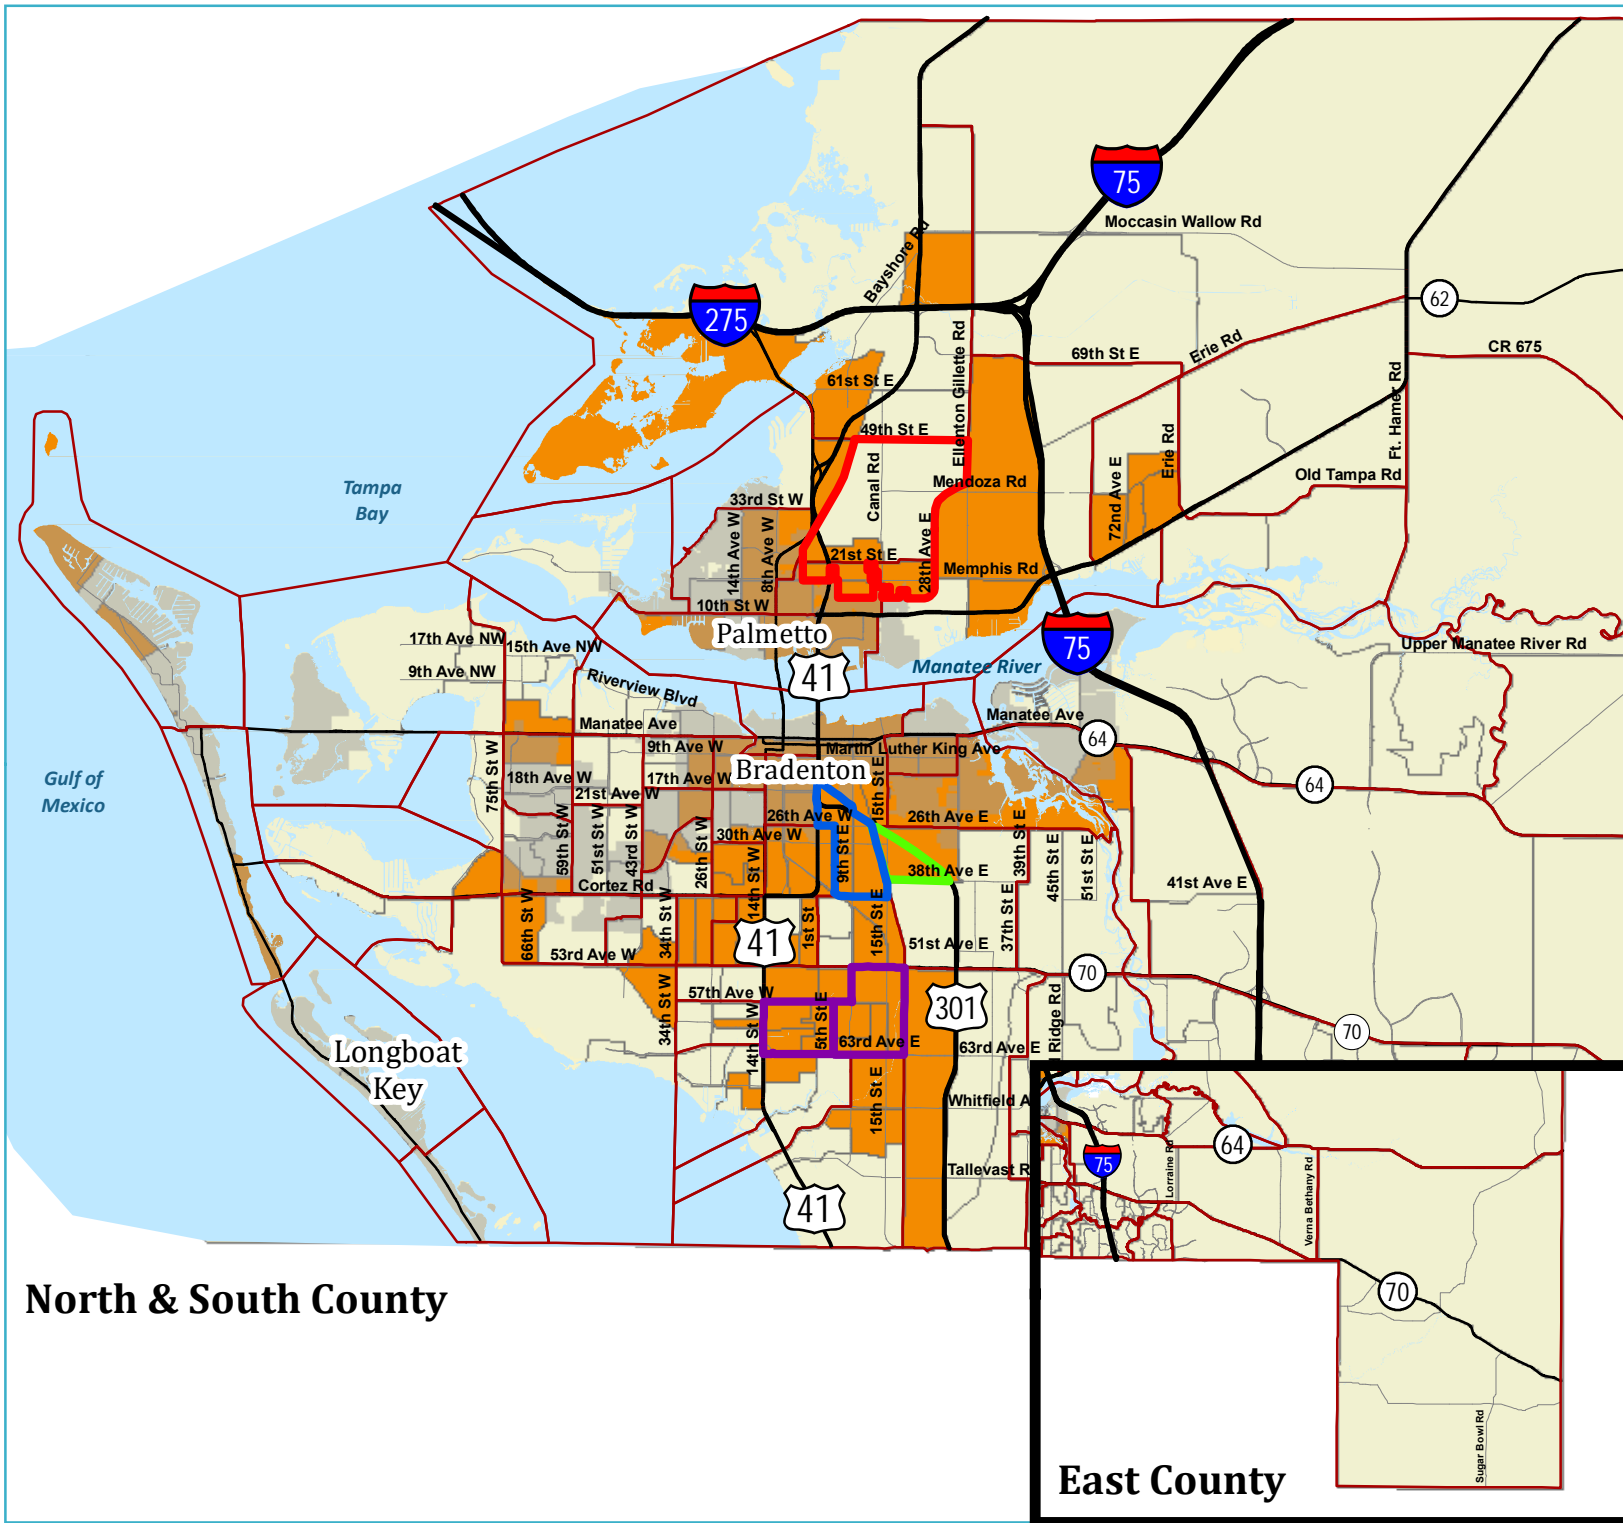 75
Moccasin Wallow Rd
Bayshore Rd
62
275
Ellenton Gillette Rd
69th St E
Erie Rd
CR 675
61st St E
Ft. Hamer Rd
49th St E
Canal Rd
Erie Rd
72nd Ave E
Old Tampa Rd
Mendoza Rd
Tampa
Bay
33rd St W
14th Ave W
8th Ave W
28th Ave E
21st St E
Memphis Rd
10th St W
Palmetto
75
17th Ave NW
15th Ave NW
Upper Manatee River Rd
9th Ave NW
41
Manatee River
Riverview Blvd
Manatee Ave
Manatee Ave
64
9th Ave W
Martin Luther King Ave
Gulf of
Mexico
75th St W
18th Ave W
17th Ave W
Bradenton
15th St E
64
21st Ave W
26th Ave W
26th Ave E
30th Ave W
59th St W
51st St W
43rd St W
26th St W
9th St E
39th St E
45th St E
51st St E
38th Ave E
41st Ave E
Cortez Rd
14th St W
66th St W
34th St W
41
1st St
15th St E
37th St E
51st Ave E
53rd Ave W
70
57th Ave W
34th St W
14th St W
5th St E
301
Ridge Rd
70
63rd Ave E
63rd Ave E
Longboat
Key
15th St E
Whitfield A
Tallevast R
41
75
Lorraine Rd
64
Verna Bethany Rd
70
Sugar Bowl Rd
North & South County
East County